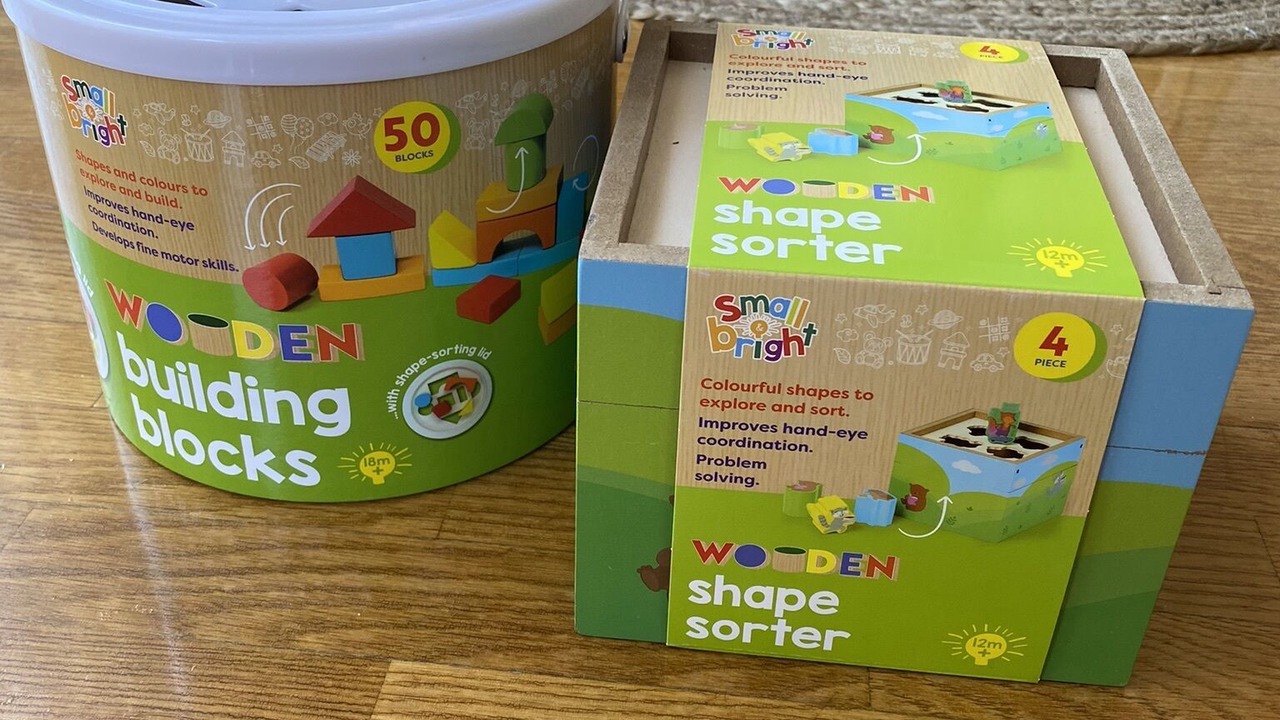 Small
bright
50
BLOCKS
Shapes and colours to
explore and build.
Improves hand-eye
coordination.
Develops fine motor skills.
WOODEN
building
blocks
...with shape-sorting lid
18m
+
Small
bright
4
PIECE
Colourful shapes to
explore and sort.
Improves hand-eye
coordination.
Problem
solving.
WOODEN
shape
sorter
12m
+
Small
bright
4
PIECE
Colourful shapes to
explore and sort.
Improves hand-eye
coordination.
Problem
solving.
WOODEN
shape
sorter
12m
+